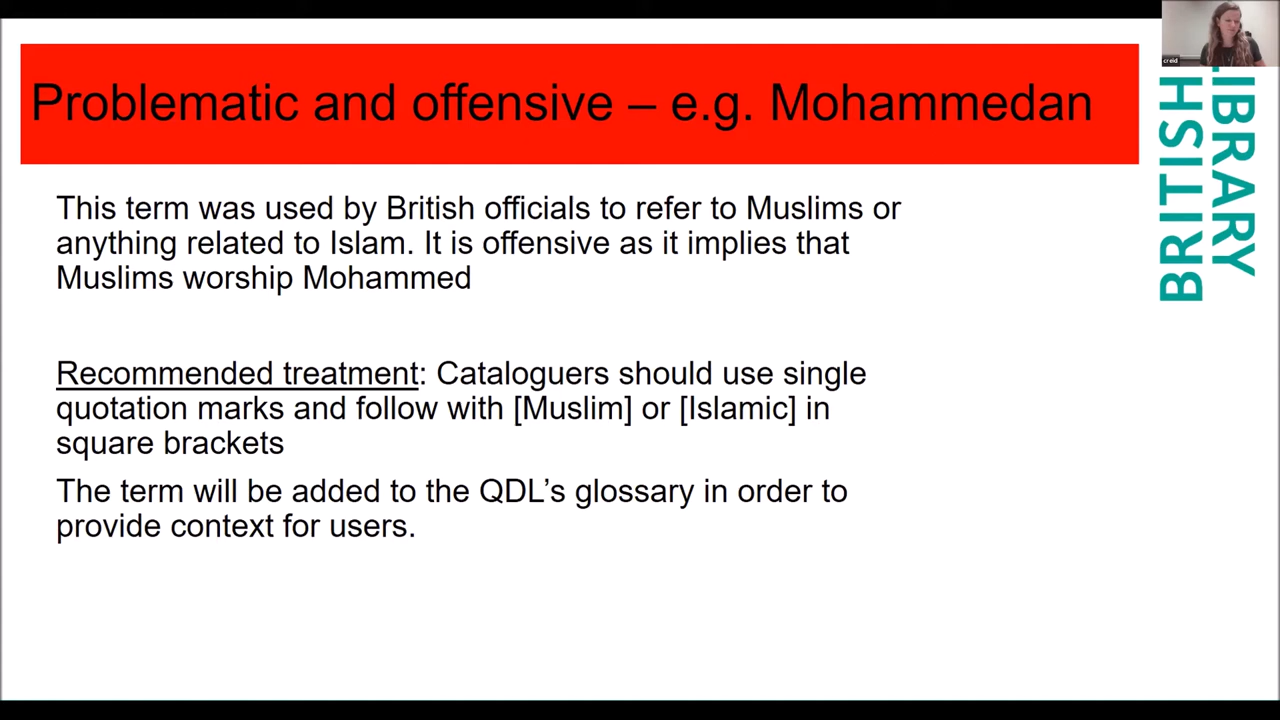 Problematic and offensive – e.g. Mohammedan
This term was used by British officials to refer to Muslims or
anything related to Islam. It is offensive as it implies that
Muslims worship Mohammed
Recommended treatment: Cataloguers should use single
quotation marks and follow with [Muslim] or [Islamic] in
square brackets
The term will be added to the QDL’s glossary in order to
provide context for users.
BRITISH
LIBRARY
creid